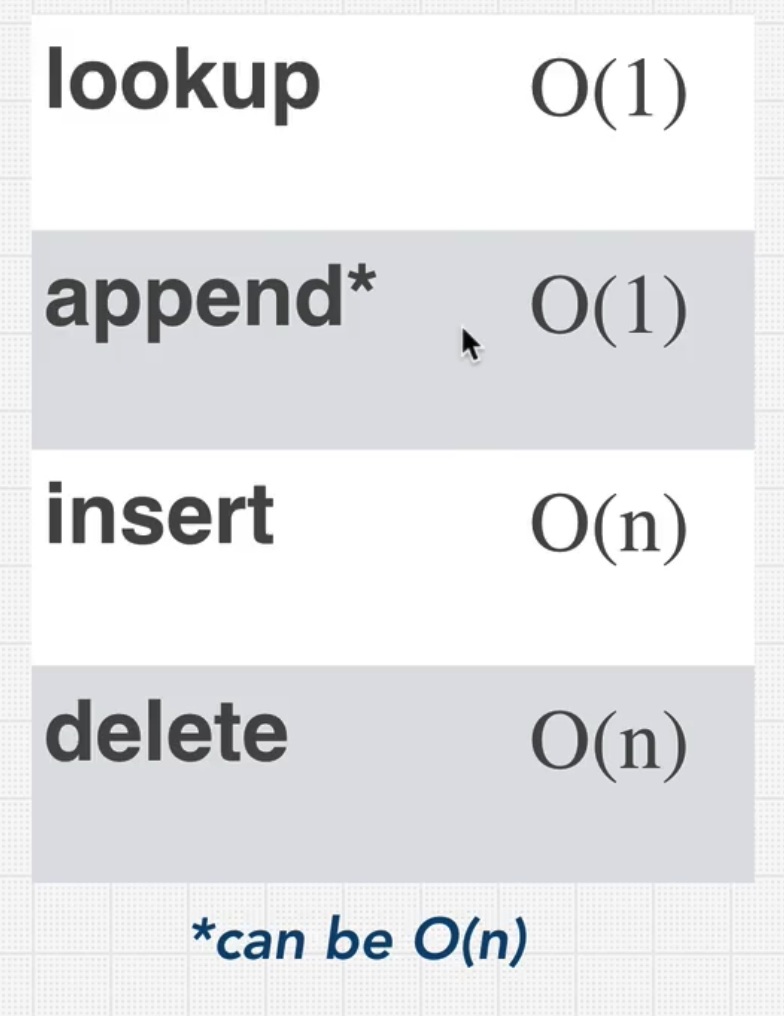 lookup O(1)
append* O(1)
insert O(n)
delete O(n)
*can be O(n)